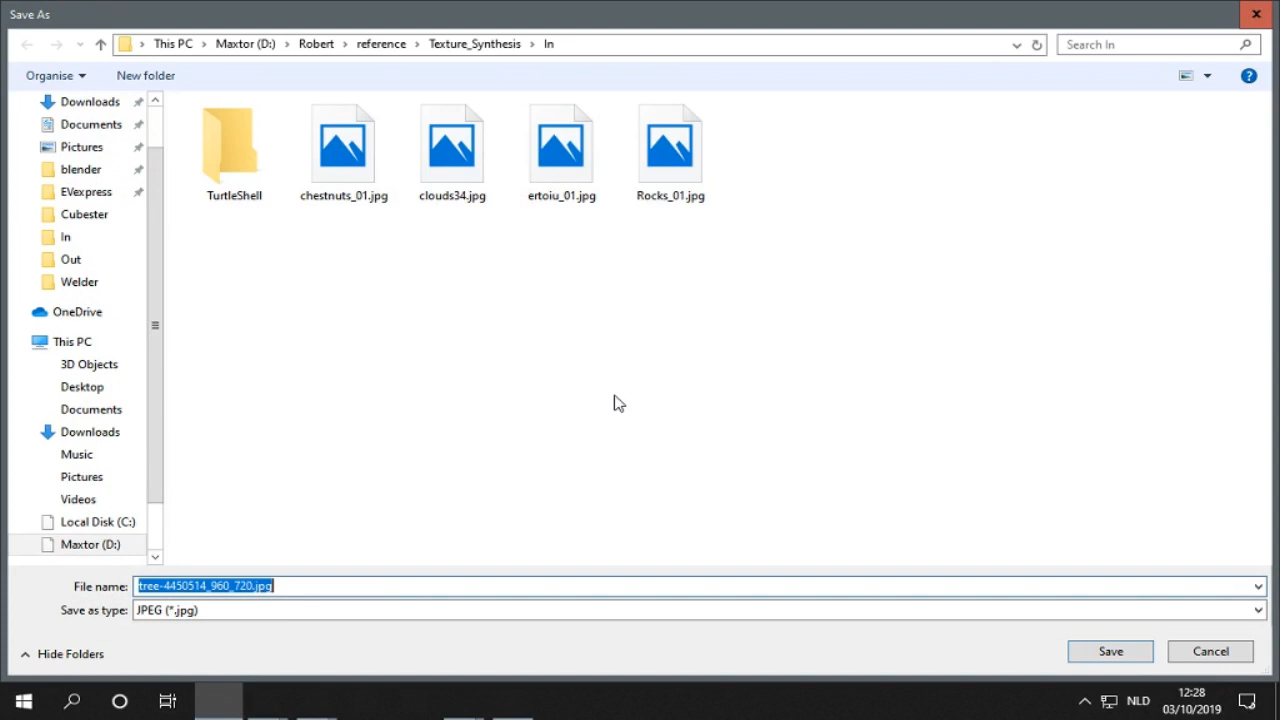 Save As
This PC > Maxtor (D:) > Robert > reference > Texture_Synthesis > In
Search In
Organise
New folder
Downloads
Documents
Pictures
blender
EVexpress
Cubester
In
Out
Welder
OneDrive
This PC
3D Objects
Desktop
Documents
Downloads
Music
Pictures
Videos
Local Disk (C:)
Maxtor (D:)
TurtleShell
chestnuts_01.jpg
clouds34.jpg
ertoiu_01.jpg
Rocks_01.jpg
File name: tree-4450514_960_720.jpg
Save as type: JPEG (*.jpg)
Hide Folders
Save
Cancel
NLD
12:28
03/10/2019